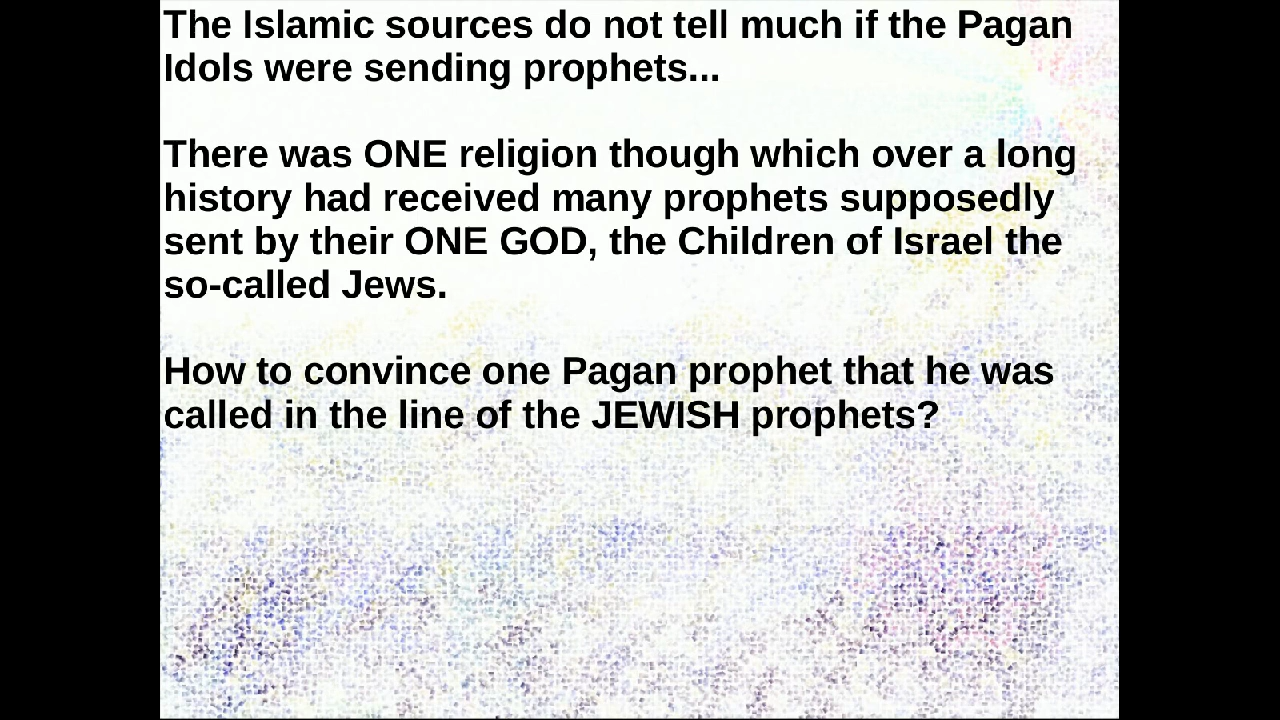 The Islamic sources do not tell much if the Pagan
Idols were sending prophets...
There was ONE religion though which over a long
history had received many prophets supposedly
sent by their ONE GOD, the Children of Israel the
so-called Jews.
How to convince one Pagan prophet that he was
called in the line of the JEWISH prophets?